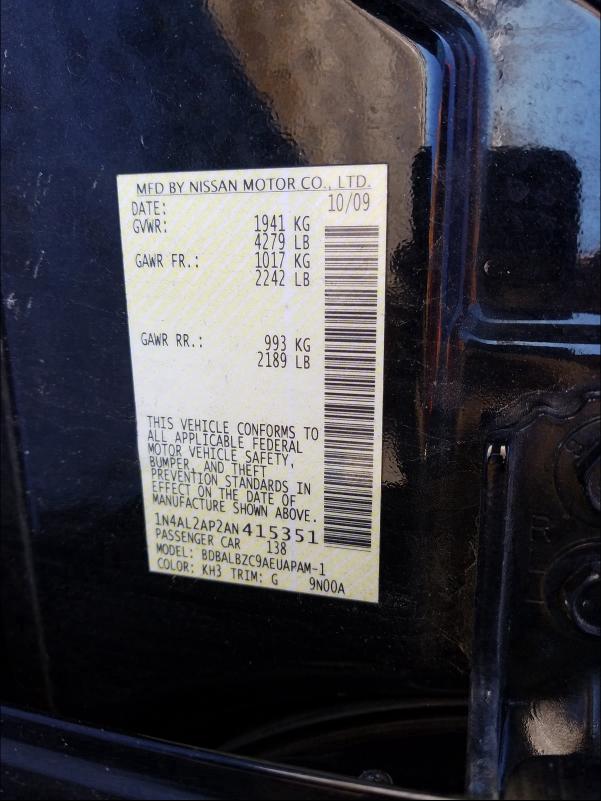 MFD BY NISSAN MOTOR CO., LTD.
DATE: 10/09
GVWR: 1941 KG
4279 LB
GAWR FR.: 1017 KG
2242 LB
GAWR RR.: 993 KG
2189 LB
THIS VEHICLE CONFORMS TO
ALL APPLICABLE FEDERAL
MOTOR VEHICLE SAFETY,
BUMPER, AND THEFT
PREVENTION STANDARDS IN
EFFECT ON THE DATE OF
MANUFACTURE SHOWN ABOVE.
1N4AL2AP2AN415351
PASSENGER CAR 138
MODEL: BDBALBZC9AEUAPAM-1
COLOR: KH3 TRIM: G 9N00A
R